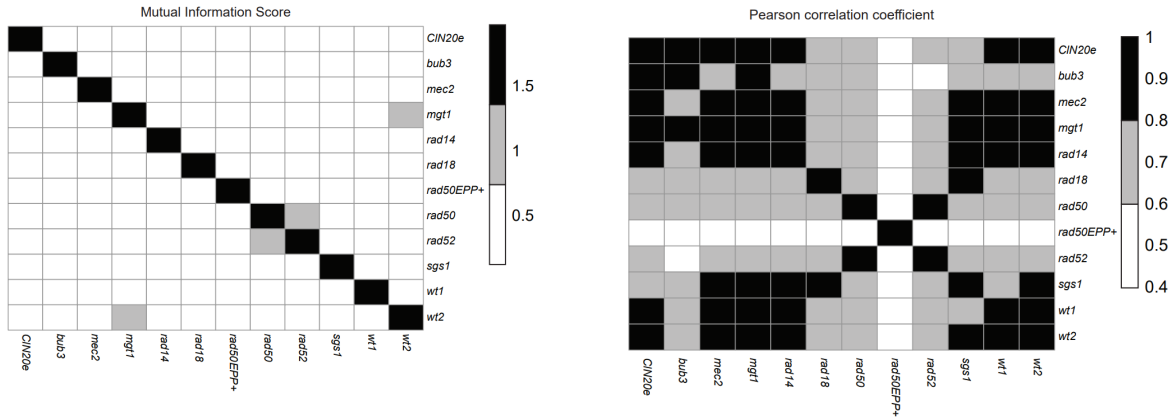 Mutual Information Score
CIN20e
bub3
mec2
mgt1
rad14
rad18
rad50EPP+
rad50
rad52
sgs1
wt1
wt2
1.5
1
0.5
CIN20e
bub3
mec2
mgt1
rad14
rad18
rad50EPP+
rad50
rad52
sgs1
wt1
wt2
Pearson correlation coefficient
CIN20e
bub3
mec2
mgt1
rad14
rad18
rad50
rad50EPP+
rad52
sgs1
wt1
wt2
1
0.9
0.8
0.7
0.6
0.5
0.4
CIN20e
bub3
mec2
mgt1
rad14
rad18
rad50
rad50EPP+
rad52
sgs1
wt1
wt2